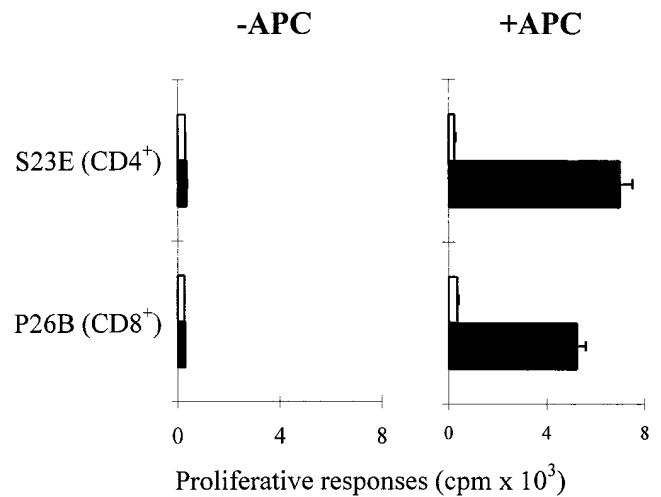 -APC +APC
S23E (CD4⁺)
P26B (CD8⁺)
0 4 8 0 4 8
Proliferative responses (cpm x 10³)